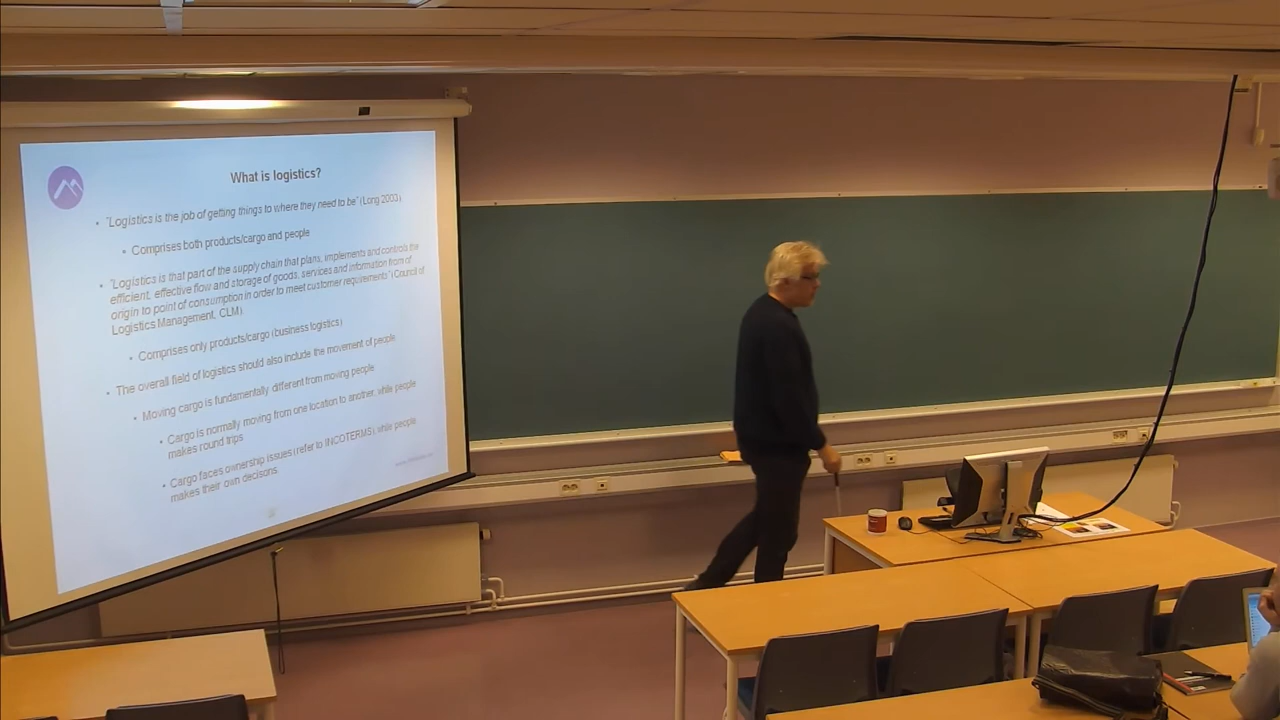 What is logistics?
• "Logistics is the job of getting things to where they need to be" (Long 2003).
• Comprises both products/cargo and people
• "Logistics is that part of the supply chain that plans, implements and controls the
efficient, effective flow and storage of goods, services and information from of
origin to point of consumption in order to meet customer requirements" (Council of
Logistics Management, CLM)
• Comprises only products/cargo (business logistics)
• The overall field of logistics should also include the movement of people
• Moving cargo is fundamentally different from moving people
• Cargo is normally moving from one location to another, while people
makes round trips
• Cargo faces ownership issues (refer to INCOTERMS), while people
makes their own decisons